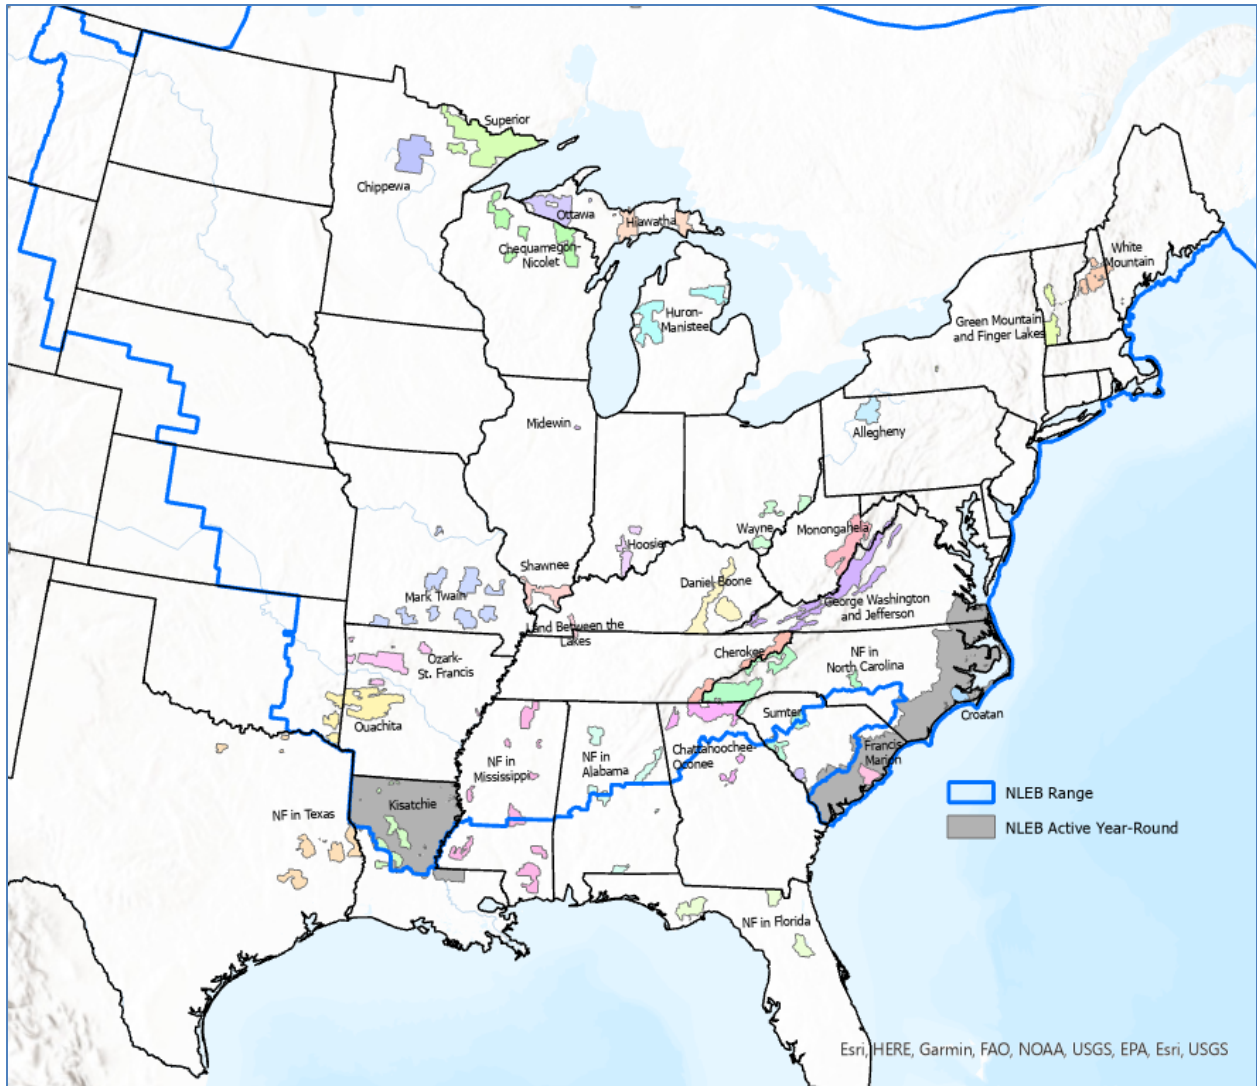 Superior
Chippewa
Ottawa
Hiawatha
Chequamegon-
Nicolet
White
Mountain
Huron-
Manistee
Green Mountain
and Finger Lakes
Midewin
Allegheny
Wayne
Monongahela
Hoosier
Shawnee
Daniel Boone
Mark Twain
George Washington
and Jefferson
Land Between the
Lakes
Cherokee
NF in
North Carolina
Ozark-
St. Francis
Ouachita
Sumter
Croatan
Chattahoochee-
Oconee
NF in
Mississippi
NF in
Alabama
Francis
Marion
Kisatchie
NF in Texas
NF in Florida
NLEB Range
NLEB Active Year-Round
Esri, HERE, Garmin, FAO, NOAA, USGS, EPA, Esri, USGS